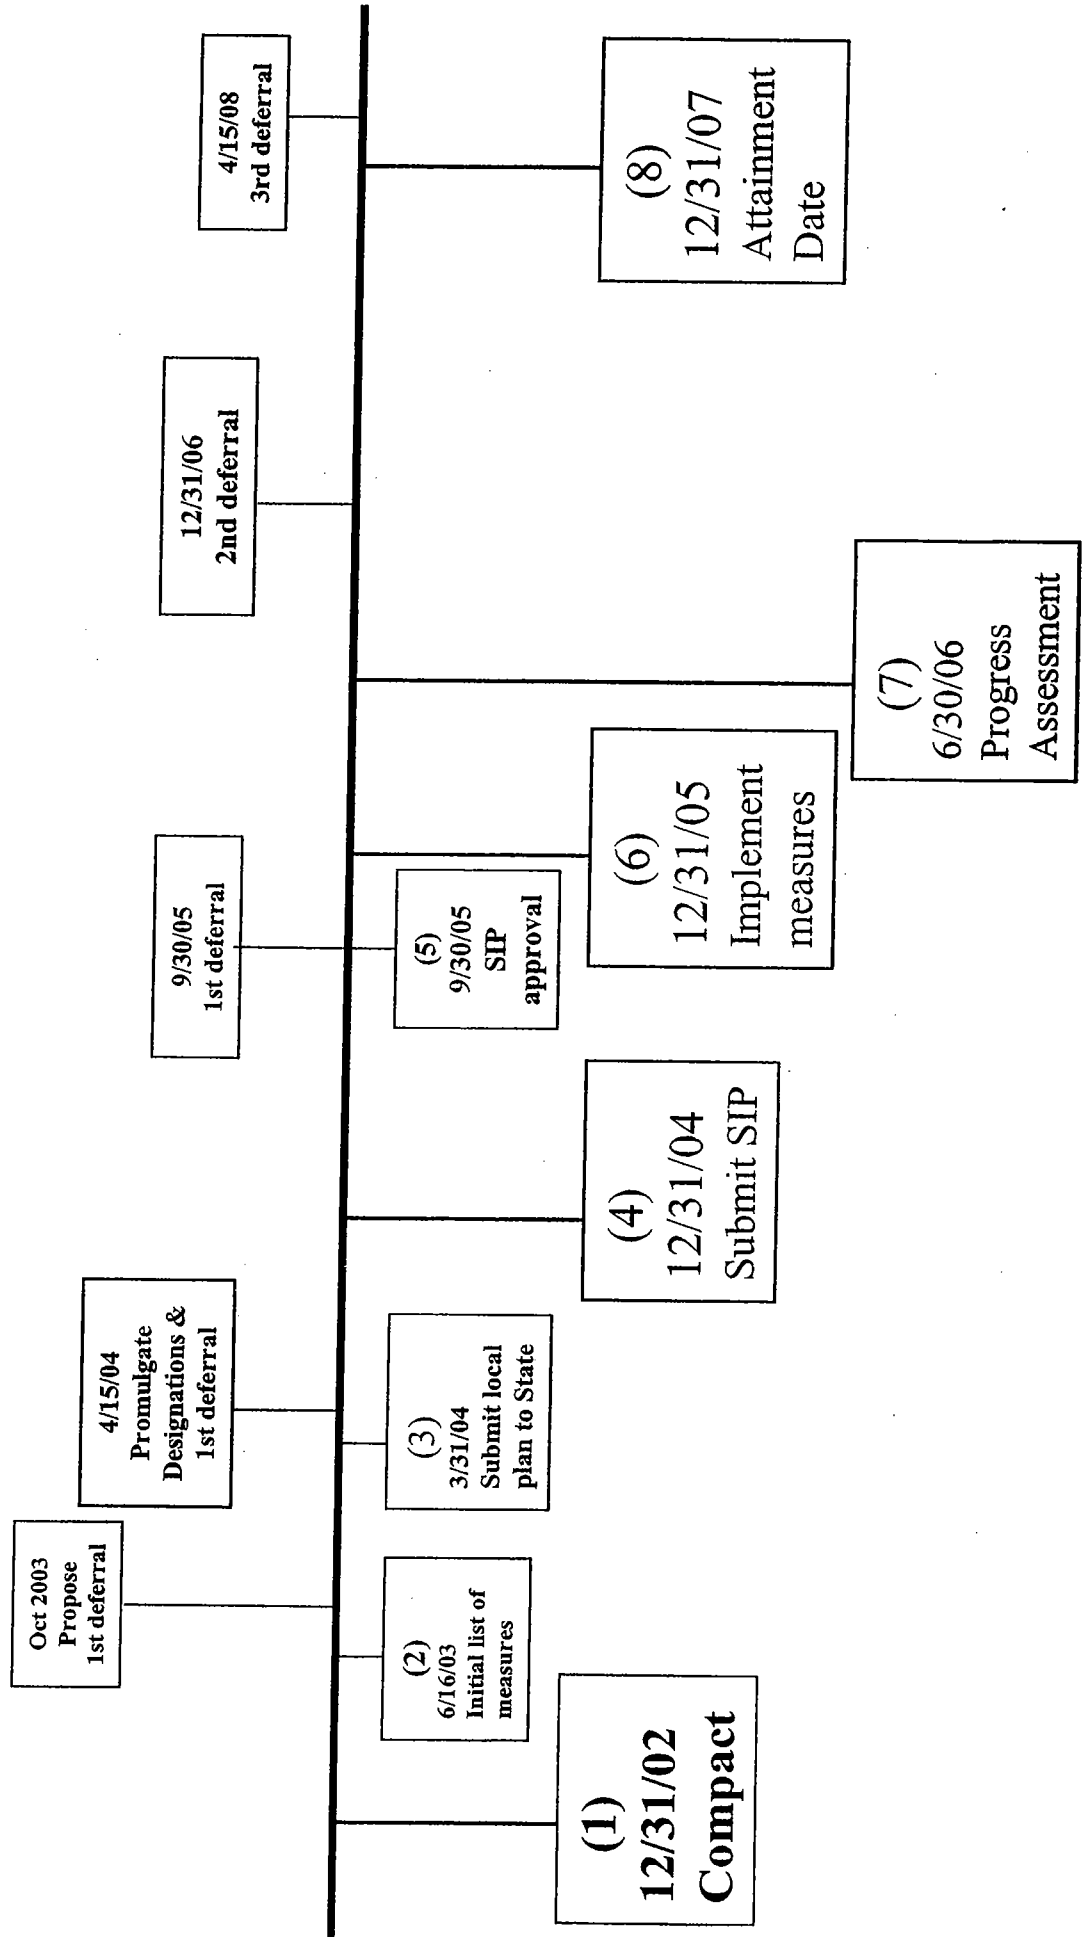 Oct 2003
Propose
1st deferral
4/15/04
Promulgate
Designations &
1st deferral
9/30/05
1st deferral
12/31/06
2nd deferral
4/15/08
3rd deferral
(1)
12/31/02
Compact
(2)
6/16/03
Initial list of
measures
(3)
3/31/04
Submit local
plan to State
(4)
12/31/04
Submit SIP
(5)
9/30/05
SIP
approval
(6)
12/31/05
Implement
measures
(7)
6/30/06
Progress
Assessment
(8)
12/31/07
Attainment
Date